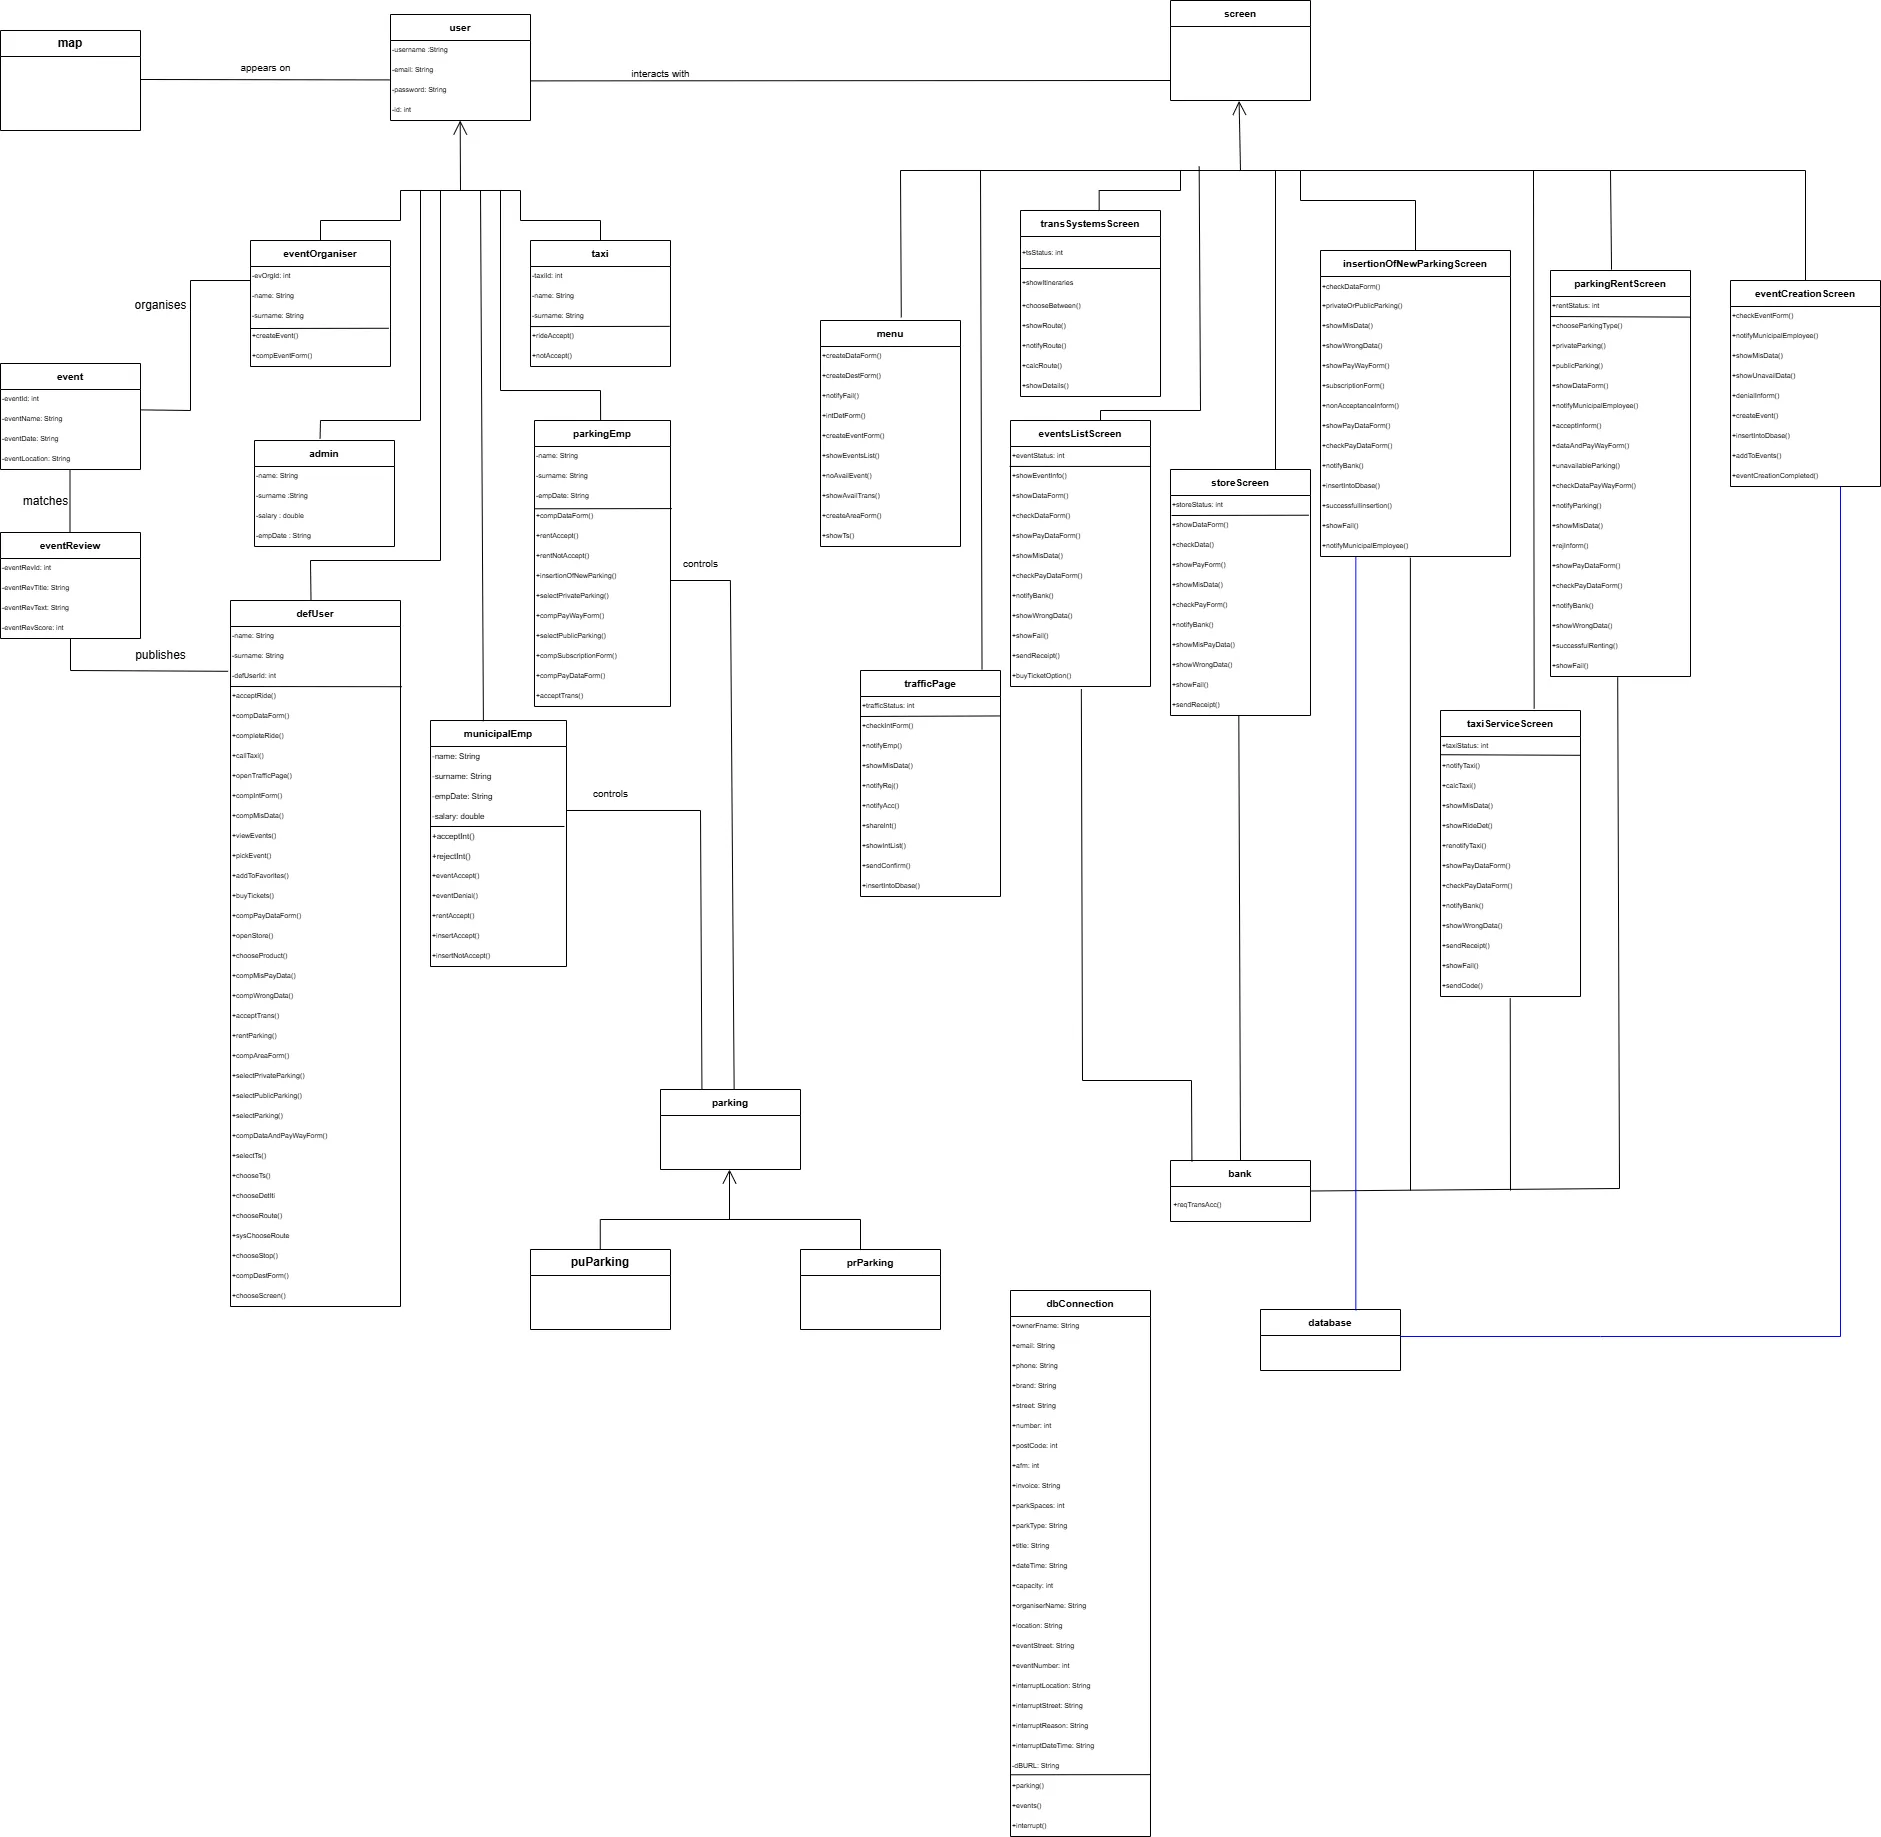 map
appears on
user
-username :String
-email: String
-password: String
-id: int
interacts with
screen
eventOrganiser
-evOrgId: int
-name: String
-surname: String
+createEvent()
+compEventForm()
organises
taxi
-taxiId: int
-name: String
-surname: String
+rideAccept()
+notAccept()
event
-eventId: int
-eventName: String
-eventDate: String
-eventLocation: String
matches
eventReview
-eventRevId: int
-eventRevTitle: String
-eventRevText: String
-eventRevScore: int
publishes
admin
-name: String
-surname :String
-salary : double
-empDate : String
parkingEmp
-name: String
-surname: String
-empDate: String
+compDataForm()
+rentAccept()
+rentNotAccept()
+insertionOfNewParking()
+selectPrivateParking()
+compPayWayForm()
+selectPublicParking()
+compSubscriptionForm()
+compPayDataForm()
+acceptTrans()
controls
defUser
-name: String
-surname: String
-defUserId: int
+acceptRide()
+compDataForm()
+completeRide()
+callTaxi()
+openTrafficPage()
+compIntForm()
+compMisData()
+viewEvents()
+pickEvent()
+addToFavorites()
+buyTickets()
+compPayDataForm()
+openStore()
+chooseProduct()
+compMisPayData()
+compWrongData()
+acceptTrans()
+rentParking()
+compAreaForm()
+selectPrivateParking()
+selectPublicParking()
+selectParking()
+compDataAndPayWayForm()
+selectTs()
+chooseTs()
+chooseDetIti
+chooseRoute()
+sysChooseRoute
+chooseStop()
+compDestForm()
+chooseScreen()
municipalEmp
-name: String
-surname: String
-empDate: String
-salary: double
+acceptInt()
+rejectInt()
+eventAccept()
+eventDenial()
+rentAccept()
+insertAccept()
+insertNotAccept()
controls
parking
puParking
prParking
menu
+createDataForm()
+createDestForm()
+notifyFail()
+intDetForm()
+createEventForm()
+showEventsList()
+noAvailEvent()
+showAvailTrans()
+createAreaForm()
+showTs()
transSystemsScreen
+tsStatus: int
+showItineraries
+chooseBetween()
+showRoute()
+notifyRoute()
+calcRoute()
+showDetails()
eventsListScreen
+eventStatus: int
+showEventInfo()
+showDataForm()
+checkDataForm()
+showPayDataForm()
+showMisData()
+checkPayDataForm()
+notifyBank()
+showWrongData()
+showFail()
+sendReceipt()
+buyTicketOption()
trafficPage
+trafficStatus: int
+checkIntForm()
+notifyEmp()
+showMisData()
+notifyRej()
+notifyAcc()
+shareInt()
+showIntList()
+sendConfirm()
+insertIntoDbase()
storeScreen
+storeStatus: int
+showDataForm()
+checkData()
+showPayForm()
+showMisData()
+checkPayForm()
+notifyBank()
+showMisPayData()
+showWrongData()
+showFail()
+sendReceipt()
insertionOfNewParkingScreen
+checkDataForm()
+privateOrPublicParking()
+showMisData()
+showWrongData()
+showPayWayForm()
+subscriptionForm()
+nonAcceptanceInform()
+showPayDataForm()
+checkPayDataForm()
+notifyBank()
+insertIntoDbase()
+successfullInsertion()
+showFail()
+notifyMunicipalEmployee()
parkingRentScreen
+rentStatus: int
+chooseParkingType()
+privateParking()
+publicParking()
+showDataForm()
+notifyMunicipalEmployee()
+acceptInform()
+dataAndPayWayForm()
+unavailableParking()
+checkDataPayWayForm()
+notifyParking()
+showMisData()
+rejInform()
+showPayDataForm()
+checkPayDataForm()
+notifyBank()
+showWrongData()
+successfulRenting()
+showFail()
eventCreationScreen
+checkEventForm()
+notifyMunicipalEmployee()
+showMisData()
+showUnavailData()
+denialInform()
+createEvent()
+insertIntoDbase()
+addToEvents()
+eventCreationCompleted()
taxiServiceScreen
+taxiStatus: int
+notifyTaxi()
+calcTaxi()
+showMisData()
+showRideDet()
+renotifyTaxi()
+showPayDataForm()
+checkPayDataForm()
+notifyBank()
+showWrongData()
+sendReceipt()
+showFail()
+sendCode()
bank
+reqTransAcc()
database
dbConnection
+ownerFname: String
+email: String
+phone: String
+brand: String
+street: String
+number: int
+postCode: int
+afm: int
+invoice: String
+parkSpaces: int
+parkType: String
+title: String
+dateTime: String
+capacity: int
+organiserName: String
+location: String
+eventStreet: String
+eventNumber: int
+interruptLocation: String
+interruptStreet: String
+interruptReason: String
+interruptDateTime: String
-dBURL: String
+parking()
+events()
+interrupt()